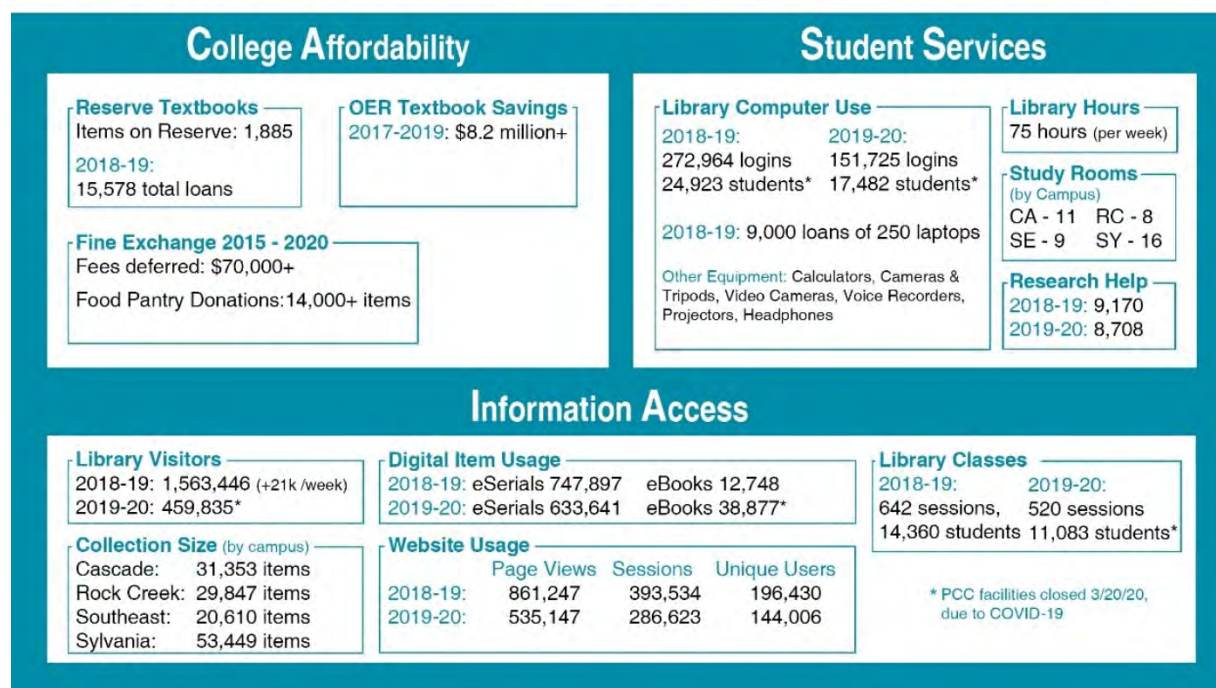 College Affordability
Reserve Textbooks
Items on Reserve: 1,885
2018-19:
15,578 total loans
OER Textbook Savings
2017-2019: $8.2 million+
Fine Exchange 2015 - 2020
Fees deferred: $70,000+
Food Pantry Donations:14,000+ items
Student Services
Library Computer Use
2018-19: 2019-20:
272,964 logins 151,725 logins
24,923 students* 17,482 students*
2018-19: 9,000 loans of 250 laptops
Other Equipment: Calculators, Cameras &
Tripods, Video Cameras, Voice Recorders,
Projectors, Headphones
Library Hours
75 hours (per week)
Study Rooms
(by Campus)
CA - 11 RC - 8
SE - 9 SY - 16
Research Help
2018-19: 9,170
2019-20: 8,708
Information Access
Library Visitors
2018-19: 1,563,446 (+21k /week)
2019-20: 459,835*
Collection Size (by campus)
Cascade: 31,353 items
Rock Creek: 29,847 items
Southeast: 20,610 items
Sylvania: 53,449 items
Digital Item Usage
2018-19: eSerials 747,897 eBooks 12,748
2019-20: eSerials 633,641 eBooks 38,877*
Website Usage
Page Views Sessions Unique Users
2018-19: 861,247 393,534 196,430
2019-20: 535,147 286,623 144,006
Library Classes
2018-19: 2019-20:
642 sessions, 520 sessions
14,360 students 11,083 students*
* PCC facilities closed 3/20/20,
due to COVID-19